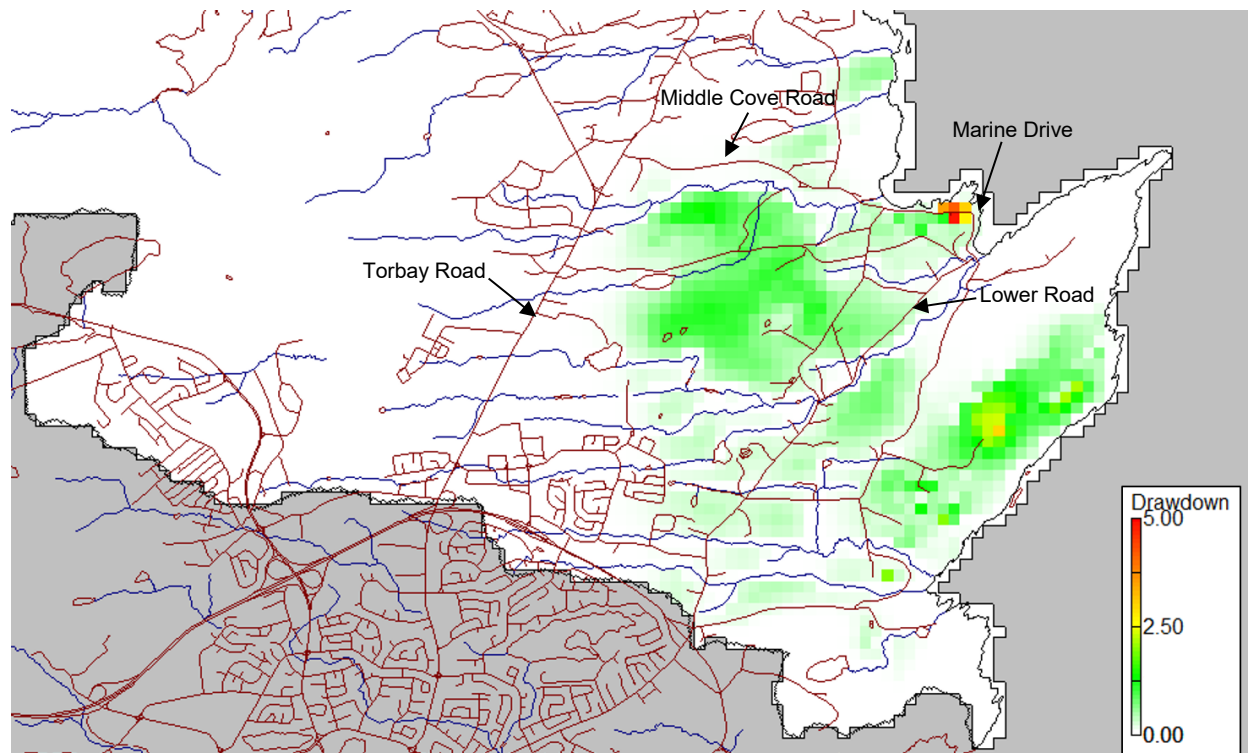 Middle Cove Road
Marine Drive
Torbay Road
Lower Road
Drawdown
5.00
2.50
0.00